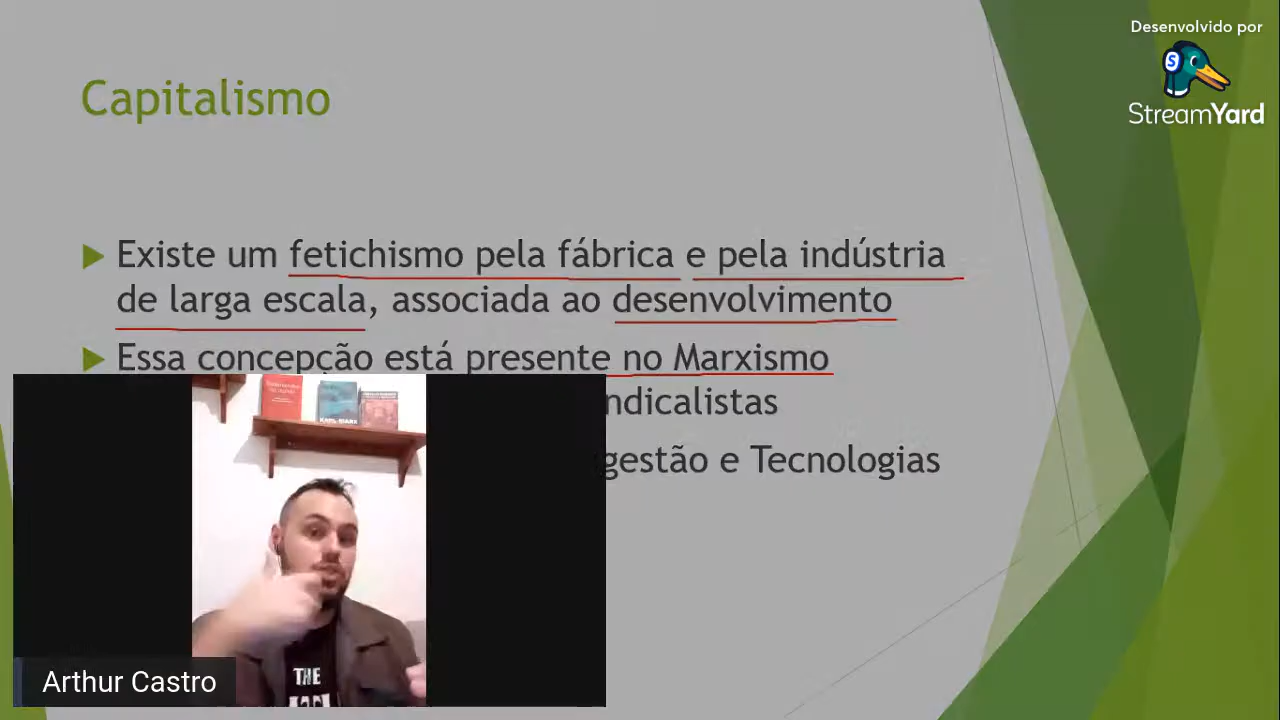 Desenvolvido por
StreamYard
Capitalismo
Existe um fetichismo pela fábrica e pela indústria
de larga escala, associada ao desenvolvimento
Essa concepção está presente no Marxismo
ndicalistas
gestão e Tecnologias
KARL MARX
THE
Arthur Castro